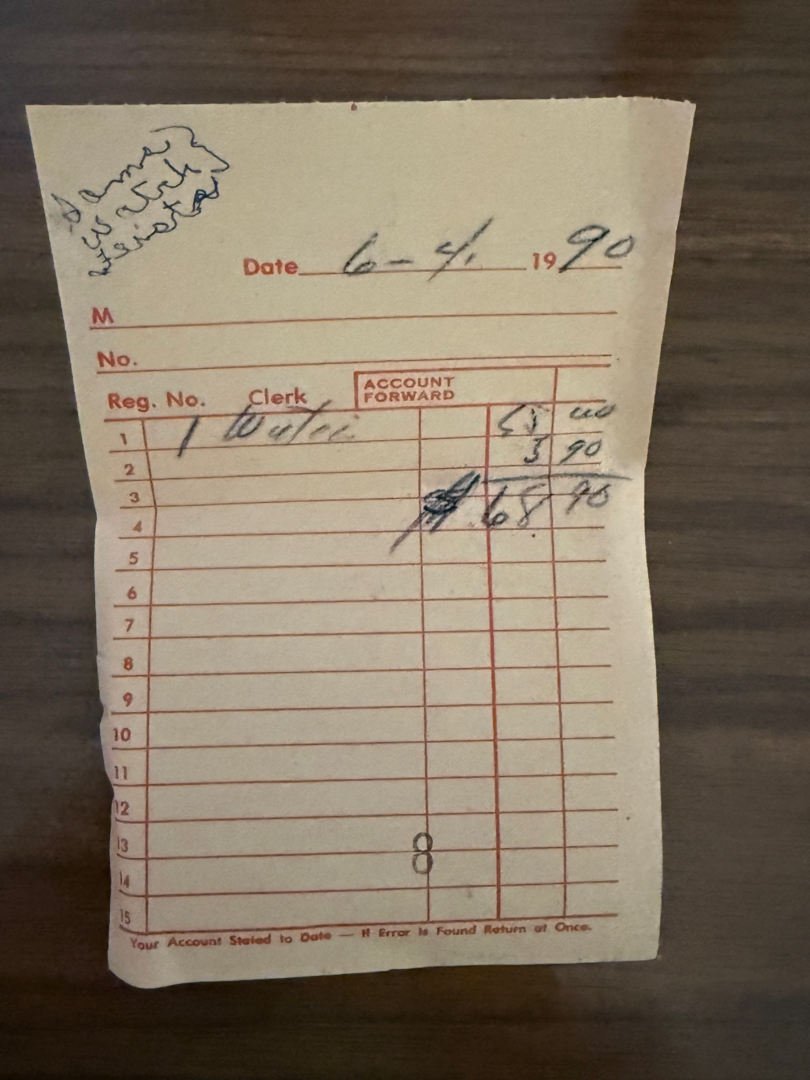 Watch
Date 6-4. 19 90
M
No.
Reg. No. Clerk ACCOUNT FORWARD
1 1 65 00
2 3 90
3 68 90
4
5
6
7
8
9
10
11
12
13
14
15
8
Your Account Stated to Date — If Error Is Found Return at Once.